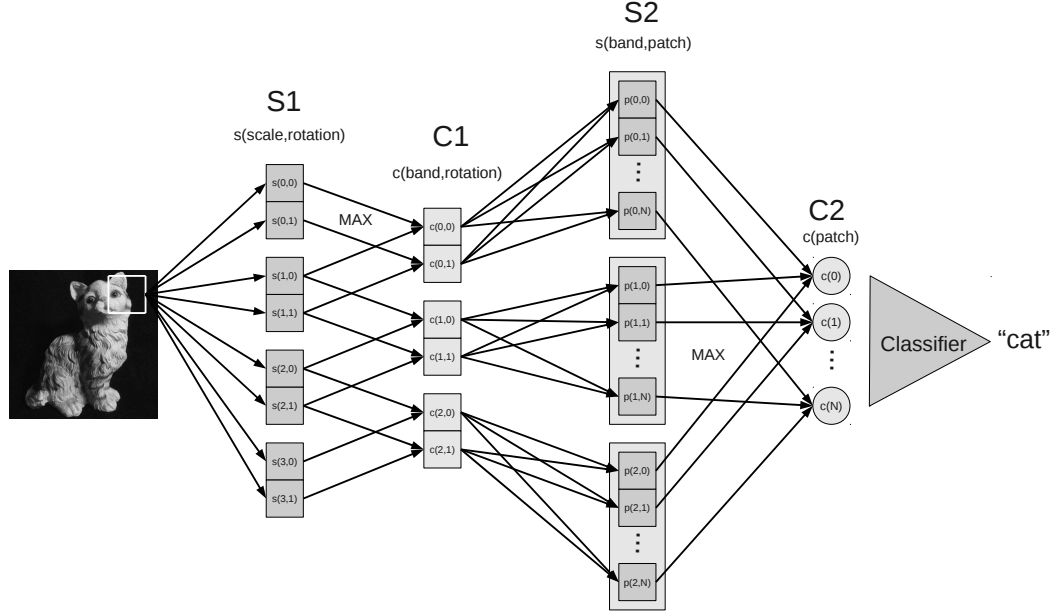 S1
s(scale,rotation)
s(0,0)
s(0,1)
s(1,0)
s(1,1)
s(2,0)
s(2,1)
s(3,0)
s(3,1)
MAX
C1
c(band,rotation)
c(0,0)
c(0,1)
c(1,0)
c(1,1)
c(2,0)
c(2,1)
S2
s(band,patch)
p(0,0)
p(0,1)
p(0,N)
p(1,0)
p(1,1)
p(1,N)
p(2,0)
p(2,1)
p(2,N)
MAX
C2
c(patch)
c(0)
c(1)
c(N)
Classifier
“cat”